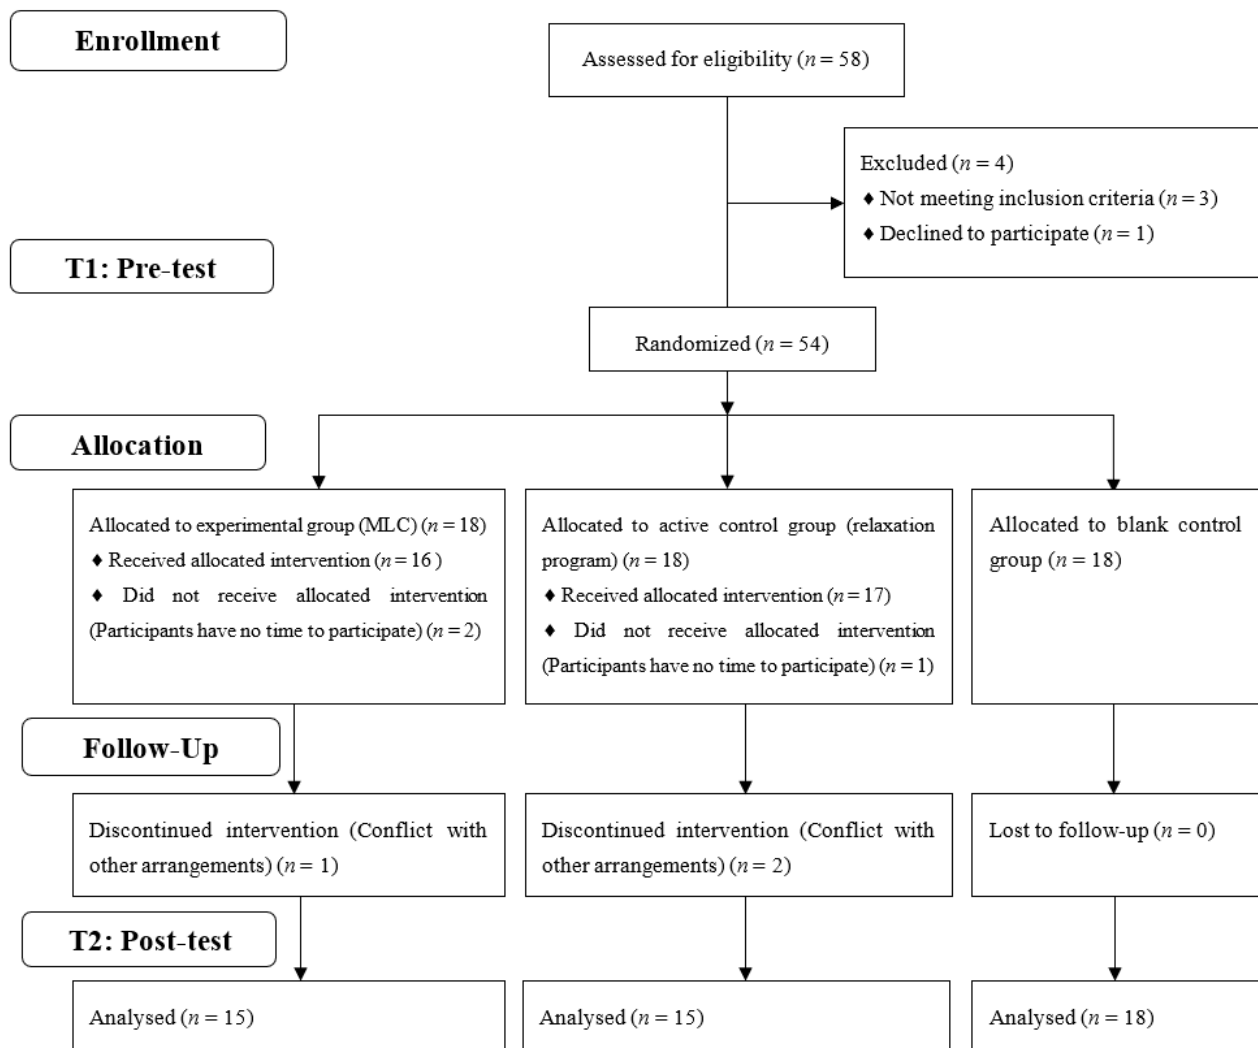 Enrollment
Assessed for eligibility (n = 58)
Excluded (n = 4)
♦ Not meeting inclusion criteria (n = 3)
♦ Declined to participate (n = 1)
T1: Pre-test
Randomized (n = 54)
Allocation
Allocated to experimental group (MLC) (n = 18)
♦ Received allocated intervention (n = 16 )
♦ Did not receive allocated intervention
(Participants have no time to participate) (n = 2)
Allocated to active control group (relaxation
program) (n = 18)
♦ Received allocated intervention (n = 17)
♦ Did not receive allocated intervention
(Participants have no time to participate) (n = 1)
Allocated to blank control
group (n = 18)
Follow-Up
Discontinued intervention (Conflict with
other arrangements) (n = 1)
Discontinued intervention (Conflict with
other arrangements) (n = 2)
Lost to follow-up (n = 0)
T2: Post-test
Analysed (n = 15)
Analysed (n = 15)
Analysed (n = 18)